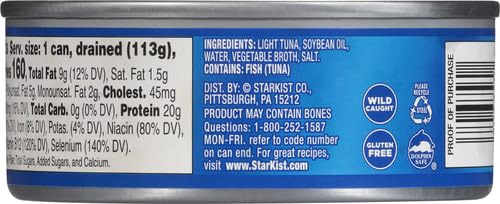 Serv. size: 1 can, drained (113g),
160, Total Fat 9g (12% DV), Sat. Fat 1.5g
Fat 5g, Monounsat. Fat 2g, Cholest. 45mg
DV), Total Carb. 0g (0% DV), Protein 20g
(8% DV), Potas. (4% DV), Niacin (80% DV),
(120% DV), Selenium (140% DV).
Fiber, Total Sugars, Added Sugars, and Calcium.
INGREDIENTS: LIGHT TUNA, SOYBEAN OIL,
WATER, VEGETABLE BROTH, SALT.
CONTAINS: FISH (TUNA)
DIST. BY: © STARKIST CO.,
PITTSBURGH, PA 15212
PRODUCT MAY CONTAIN BONES
Questions: 1-800-252-1587
MON-FRI. refer to code number
on can end. For great recipes,
visit www.StarKist.com
WILD
CAUGHT
GLUTEN
FREE
PLEASE
RECYCLE
STEEL
DOLPHIN
SAFE
PROOF OF PURCHASE